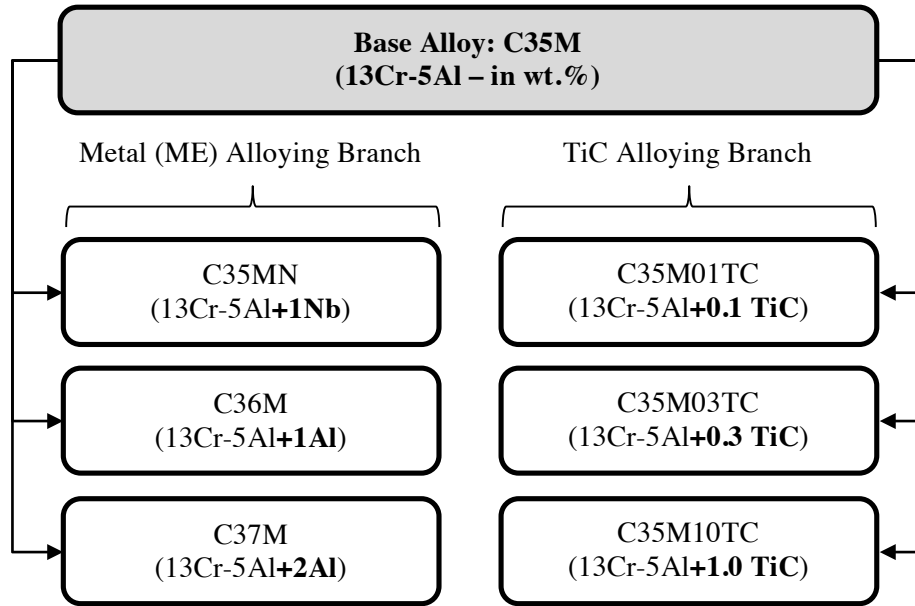 Base Alloy: C35M
(13Cr-5Al – in wt.%)
Metal (ME) Alloying Branch
TiC Alloying Branch
C35MN
(13Cr-5Al+1Nb)
C35M01TC
(13Cr-5Al+0.1 TiC)
C36M
(13Cr-5Al+1Al)
C35M03TC
(13Cr-5Al+0.3 TiC)
C37M
(13Cr-5Al+2Al)
C35M10TC
(13Cr-5Al+1.0 TiC)